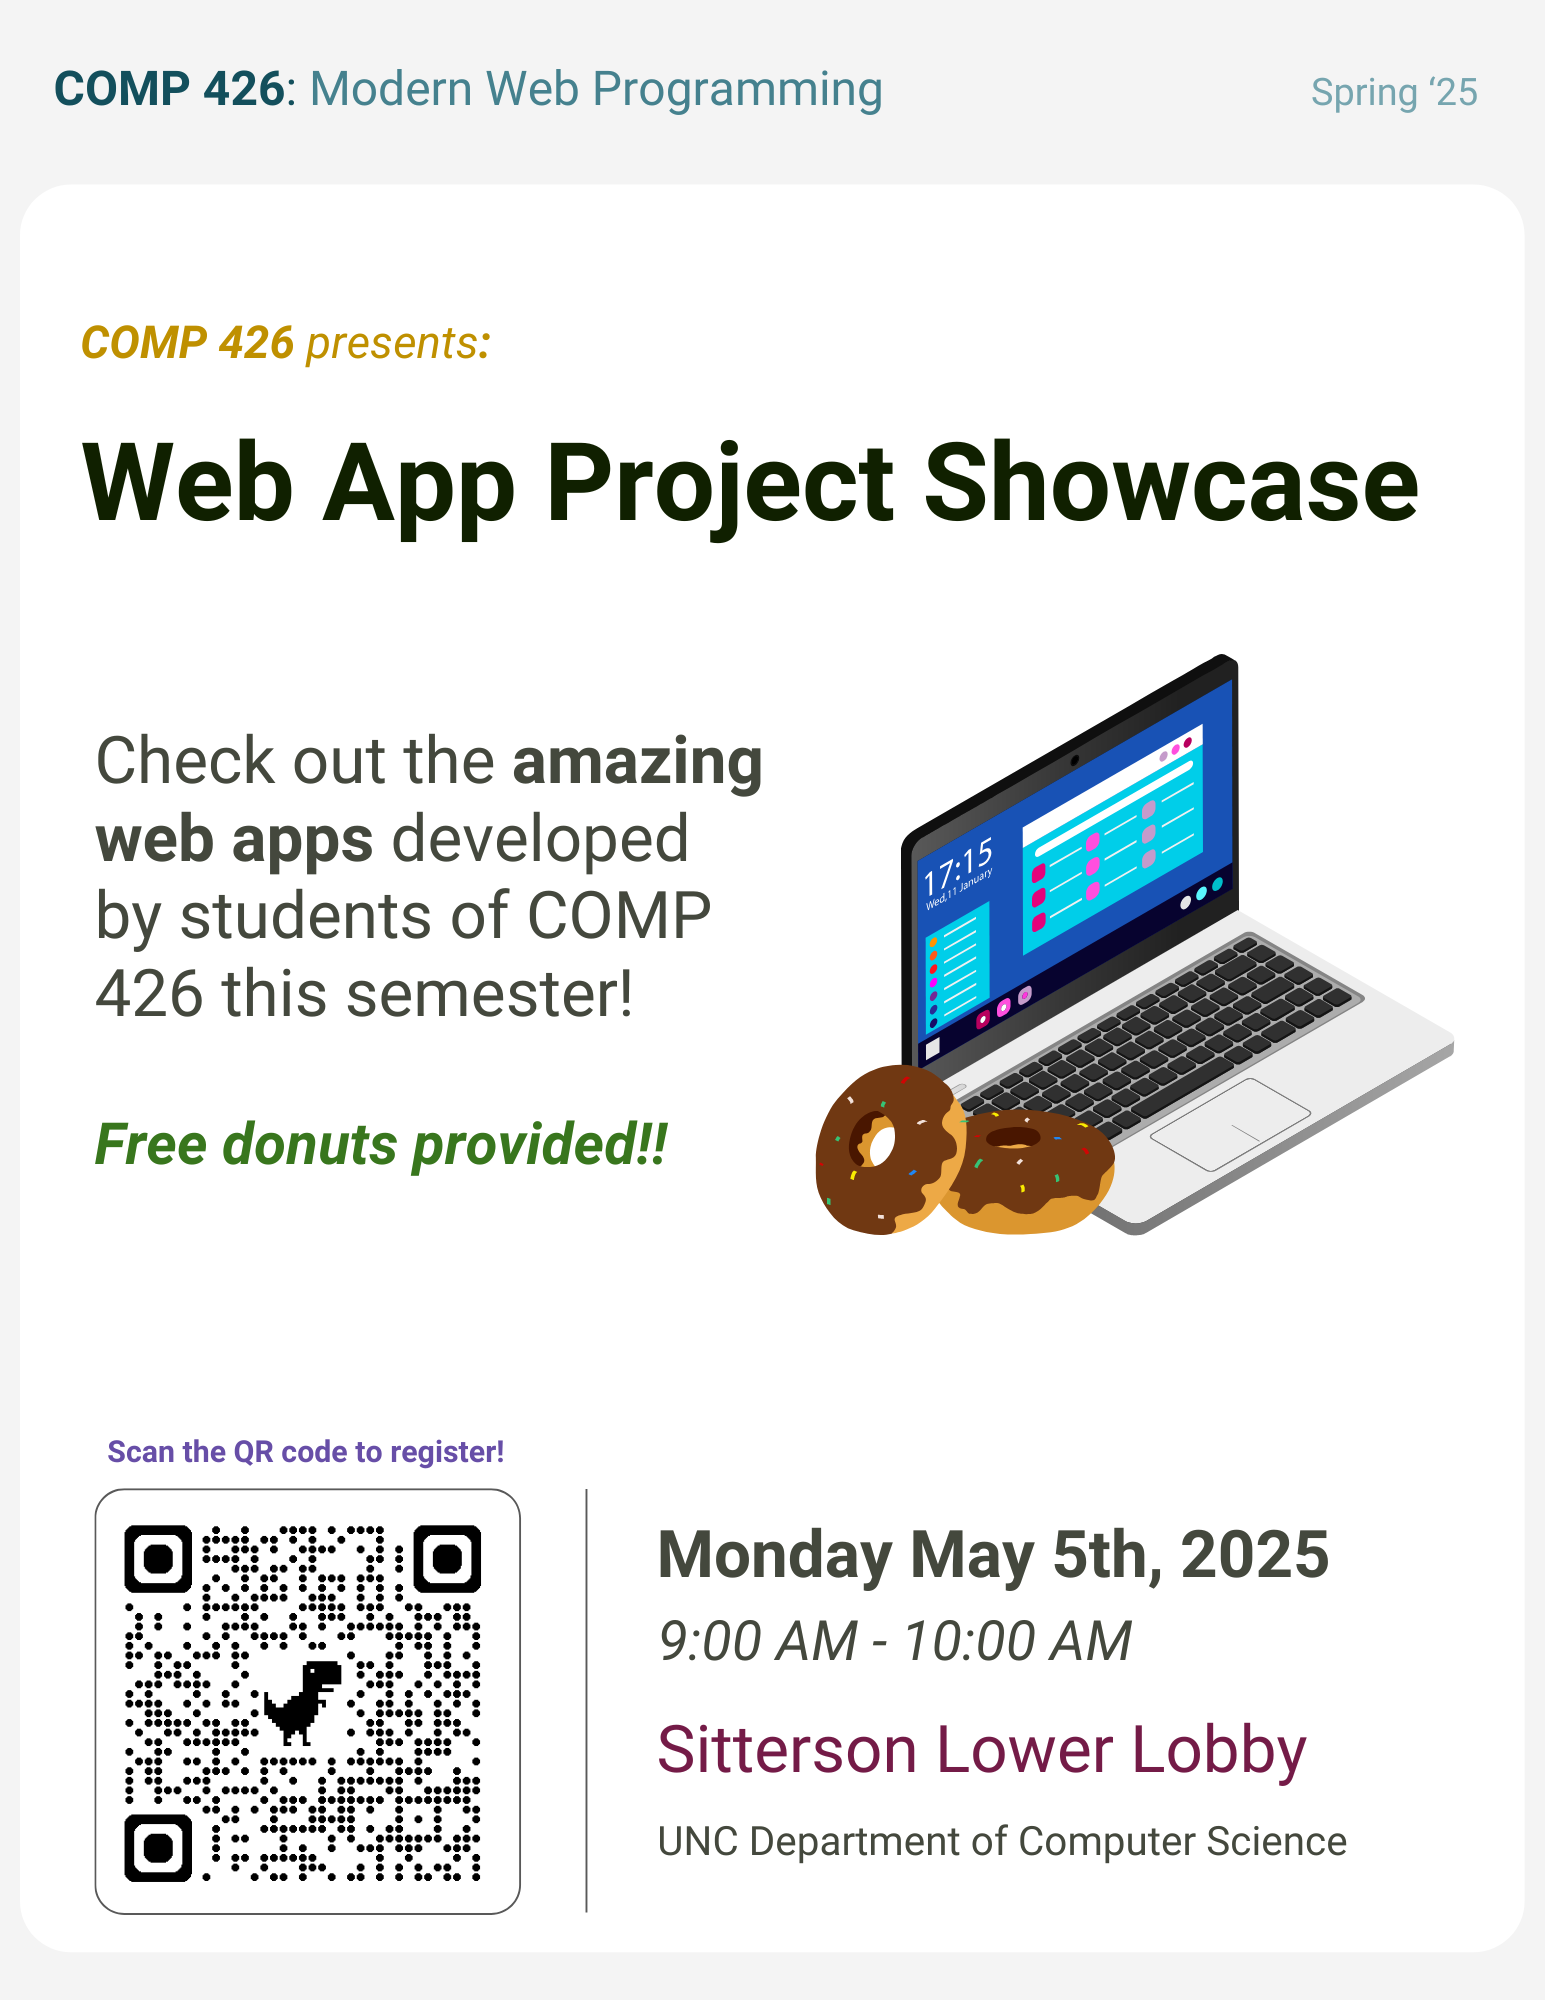 COMP 426: Modern Web Programming
Spring ‘25
COMP 426 presents:
Web App Project Showcase
Check out the amazing
web apps developed
by students of COMP
426 this semester!
Free donuts provided!!
17:15
Wed,11 January
Scan the QR code to register!
Monday May 5th, 2025
9:00 AM - 10:00 AM
Sitterson Lower Lobby
UNC Department of Computer Science